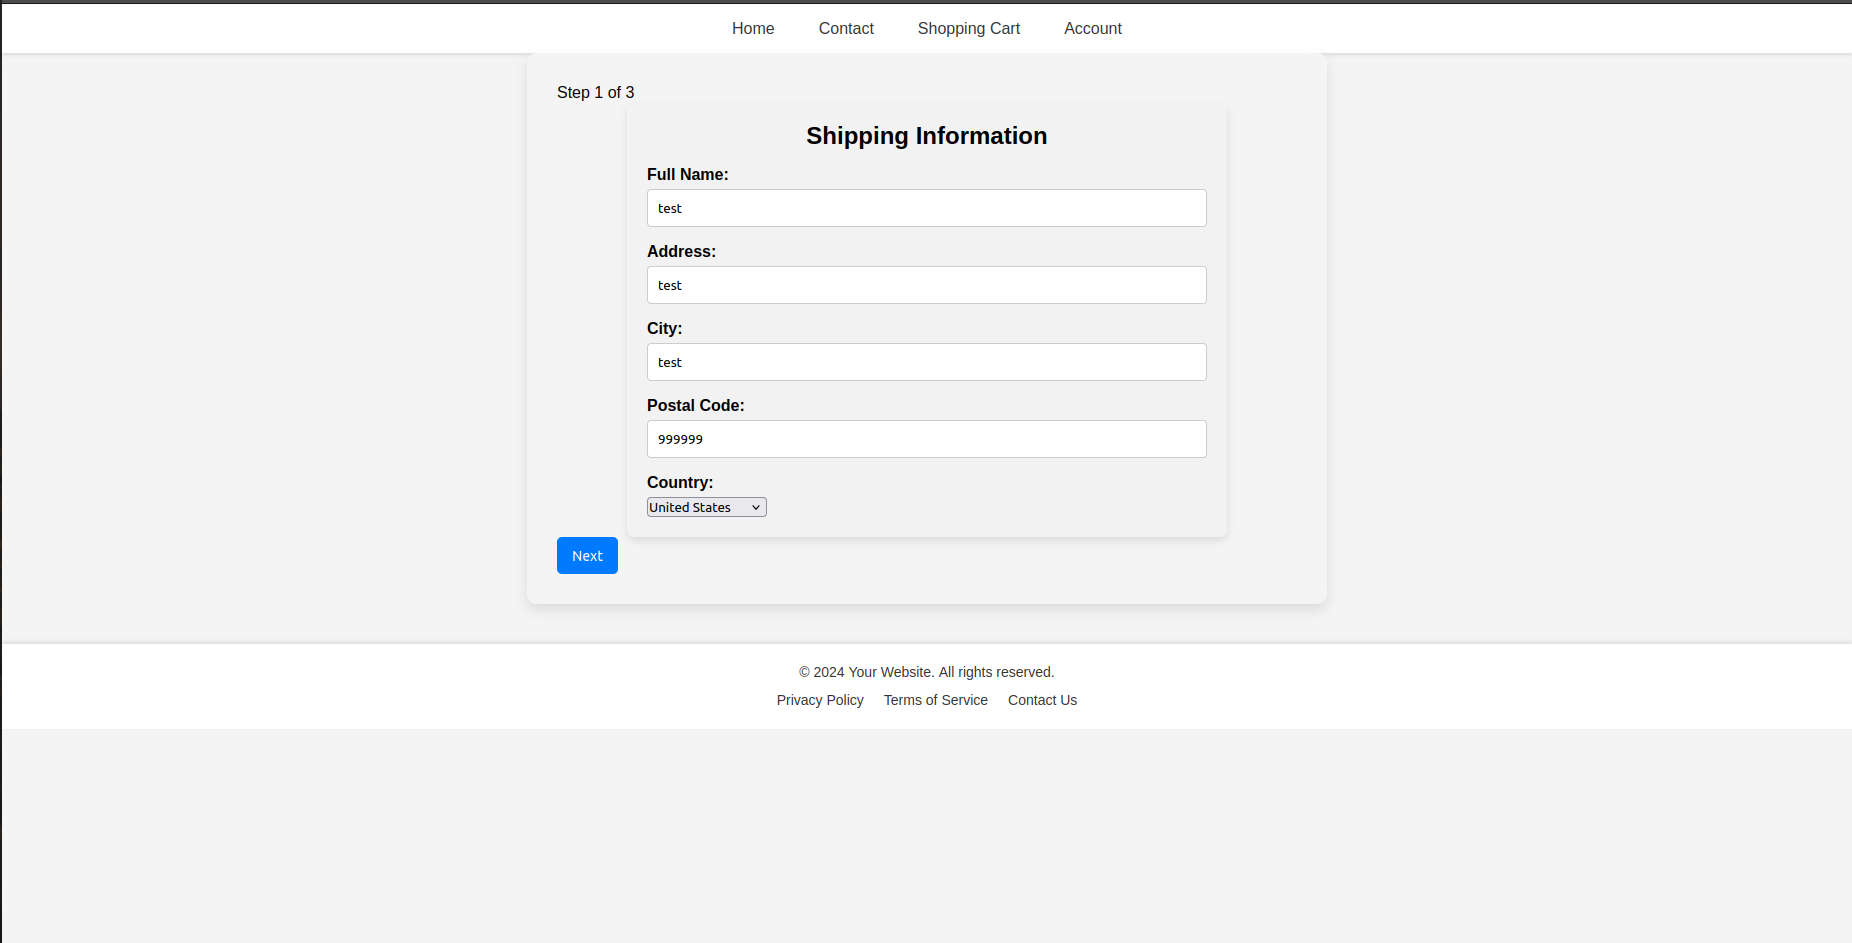 Home Contact Shopping Cart Account
Step 1 of 3
Shipping Information
Full Name:
test
Address:
test
City:
test
Postal Code:
999999
Country:
United States
Next
© 2024 Your Website. All rights reserved.
Privacy Policy Terms of Service Contact Us